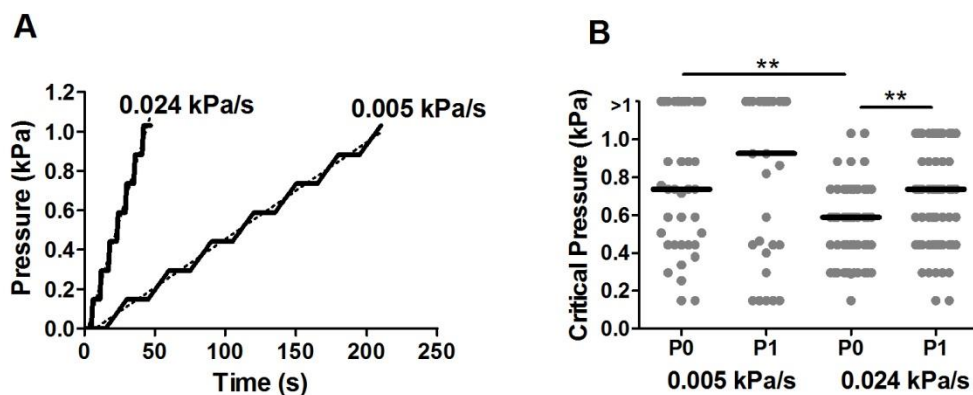 A
Pressure (kPa)
1.2
1.0
0.8
0.6
0.4
0.2
0.0
0.024 kPa/s
0.005 kPa/s
0 50 100 150 200 250
Time (s)
B
Critical Pressure (kPa)
>1
1.0
0.8
0.6
0.4
0.2
0.0
**
**
P0 P1 P0 P1
0.005 kPa/s 0.024 kPa/s